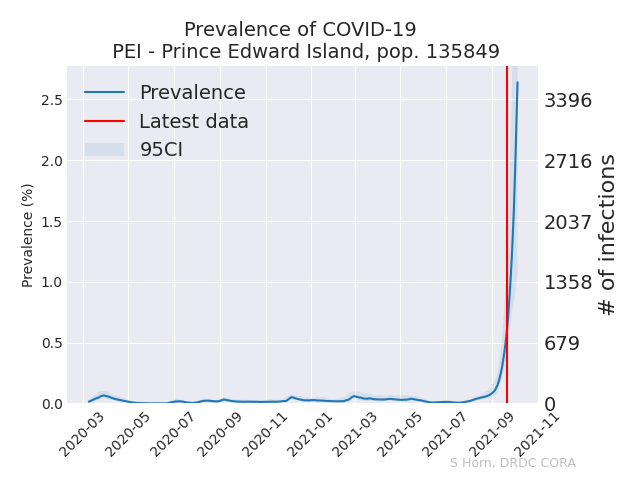 Prevalence of COVID-19
PEI - Prince Edward Island, pop. 135849
Prevalence
Latest data
95CI
Prevalence (%)
2.5
2.0
1.5
1.0
0.5
0.0
3396
2716
2037
1358
679
0
# of infections
2020-03
2020-05
2020-07
2020-09
2020-11
2021-01
2021-03
2021-05
2021-07
2021-09
2021-11
S Horn, DRDC CORA